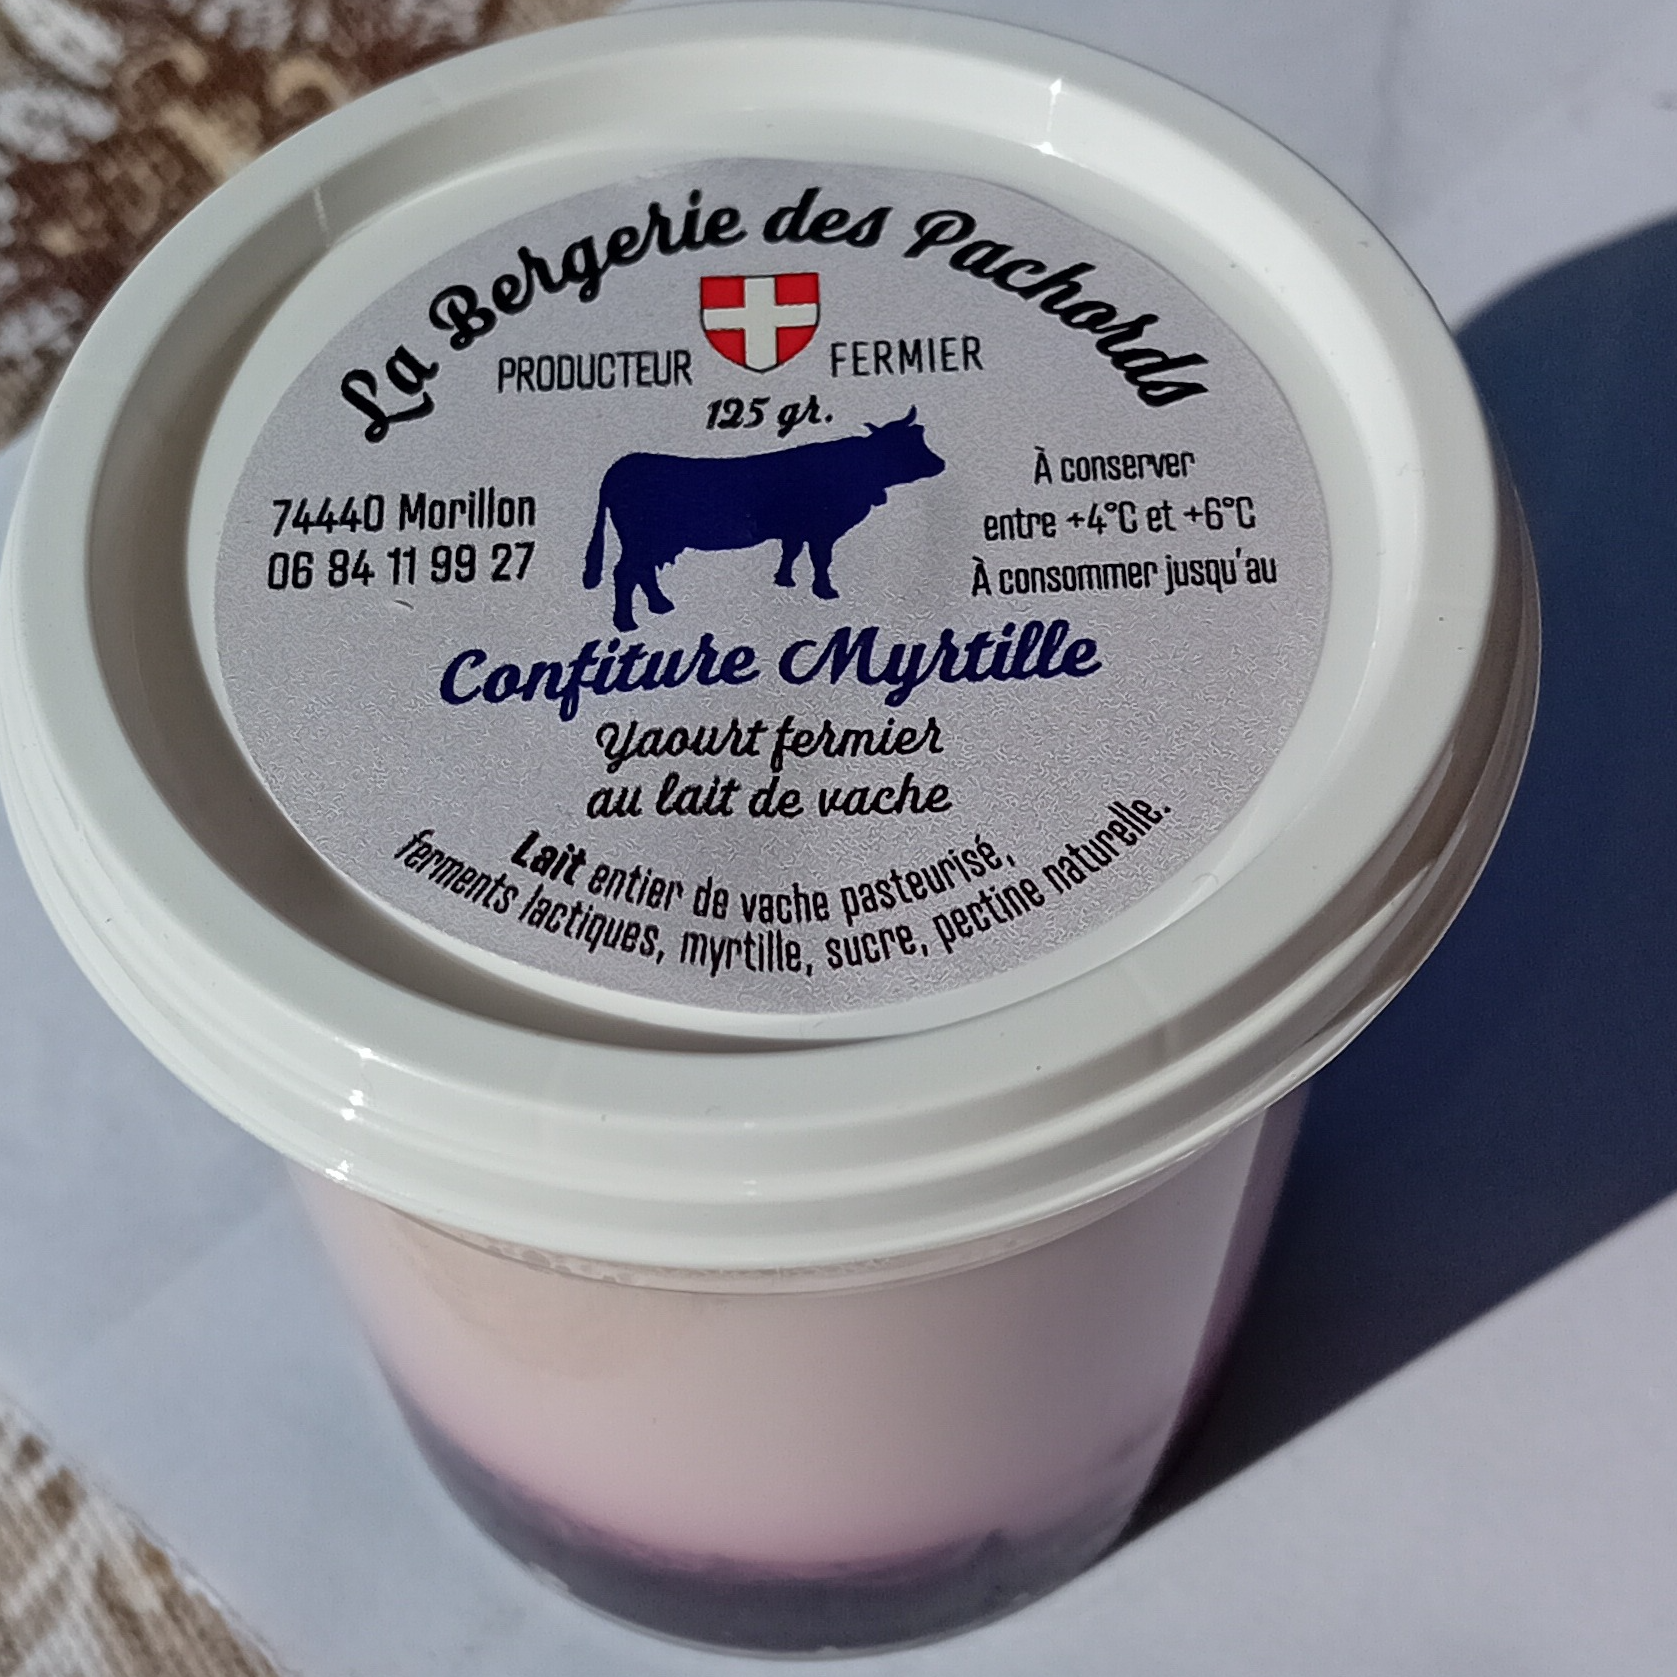 La Bergerie des Pachords
PRODUCTEUR FERMIER
125 gr.
74440 Morillon
06 84 11 99 27
À conserver
entre +4°C et +6°C
À consommer jusqu'au
Confiture Myrtille
Yaourt fermier
au lait de vache
Lait entier de vache pasteurisé,
ferments lactiques, myrtille, sucre, pectine naturelle.